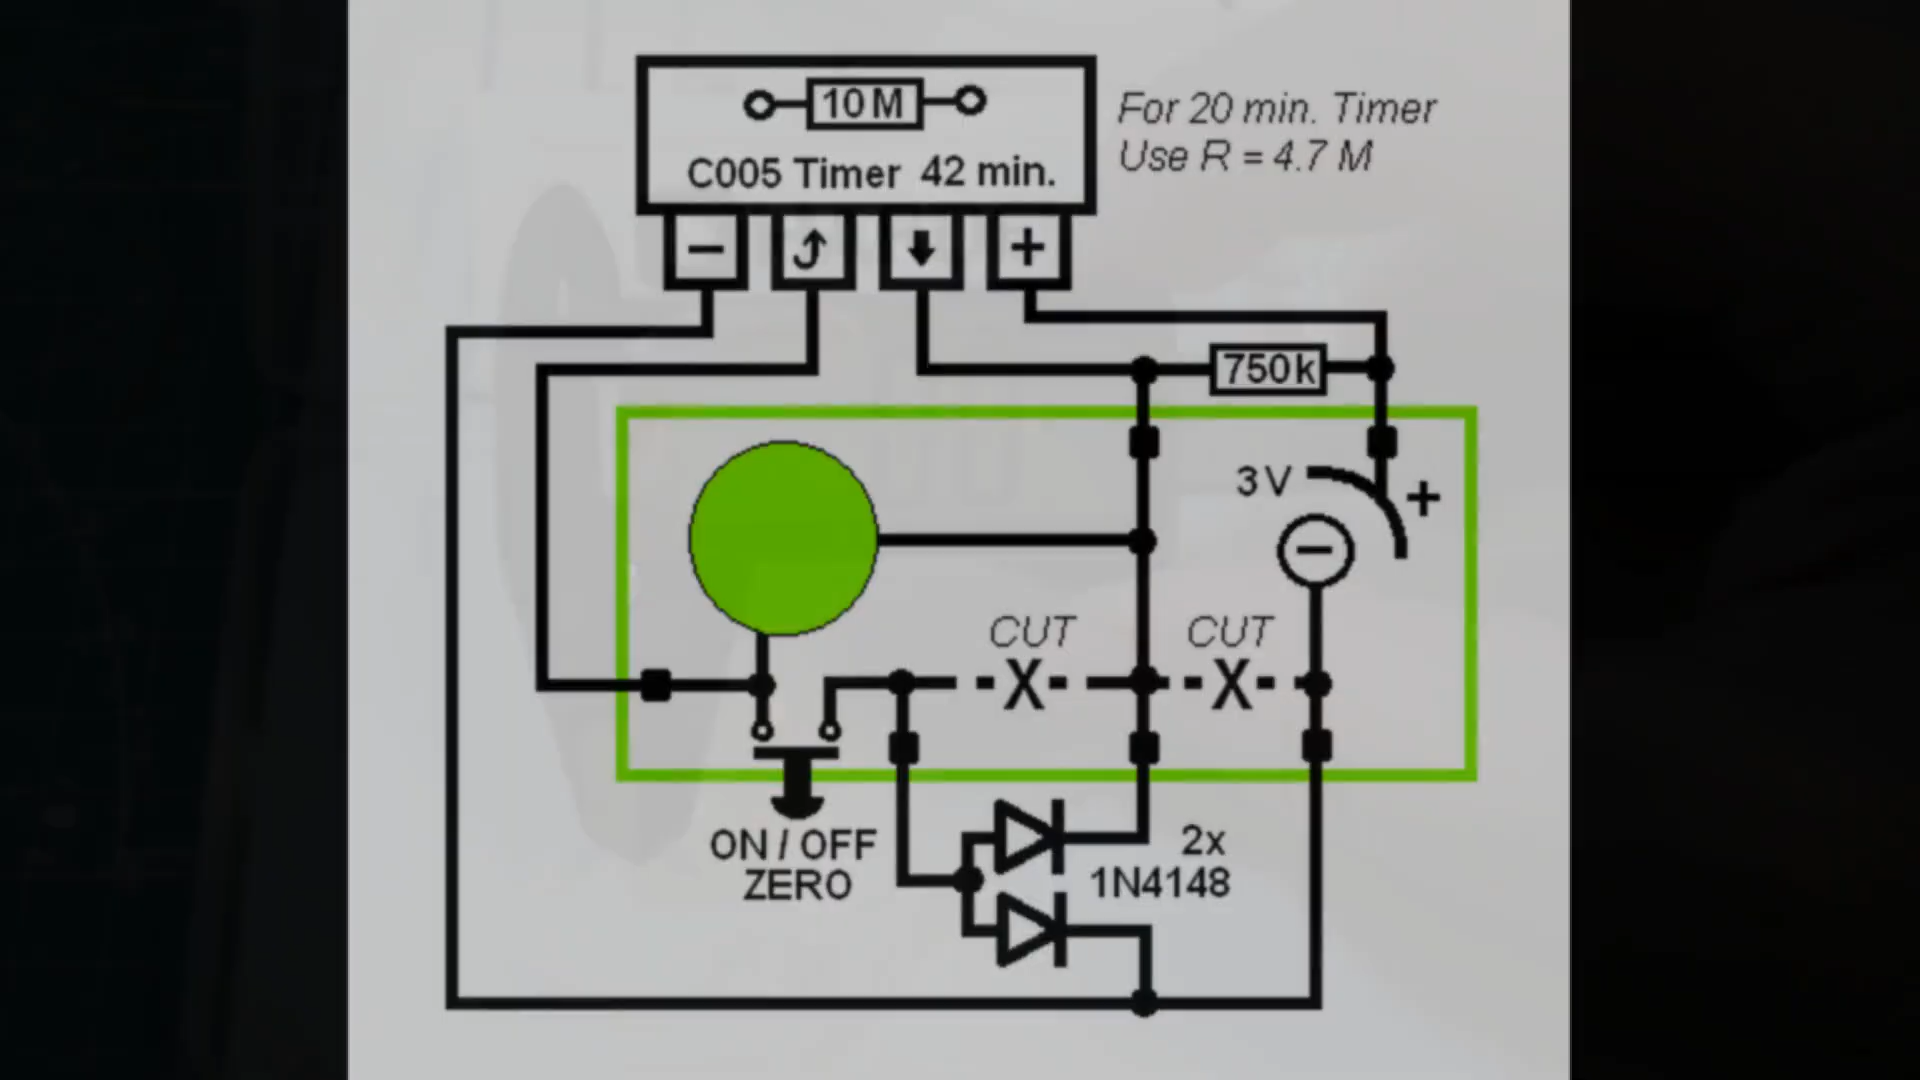 10 M
C005 Timer 42 min.
For 20 min. Timer
Use R = 4.7 M
−
+
750 k
3 V
+
−
CUT
CUT
X
X
ON / OFF
ZERO
2x
1N4148